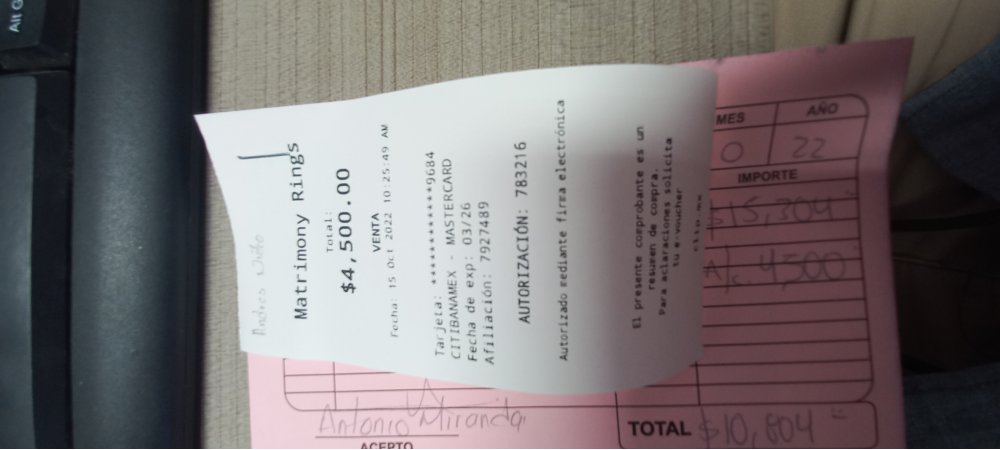 Andres
Matrimony Rings
Total:
$4,500.00
VENTA
Fecha: 15 Oct 2022 10:25:49 AM
Tarjeta: ************9684
CITIBANAMEX - MASTERCARD
Fecha de exp: 03/26
Afiliación: 7927489
AUTORIZACIÓN: 783216
Autorizado mediante firma electrónica
El presente comprobante es un
resumen de compra.
Para aclaraciones solicita
tu e-voucher
MES AÑO
0 22
IMPORTE
$15,304
A/c. 4,500
TOTAL $10,804
Antonio Miranda
ACEPTO
Alt G